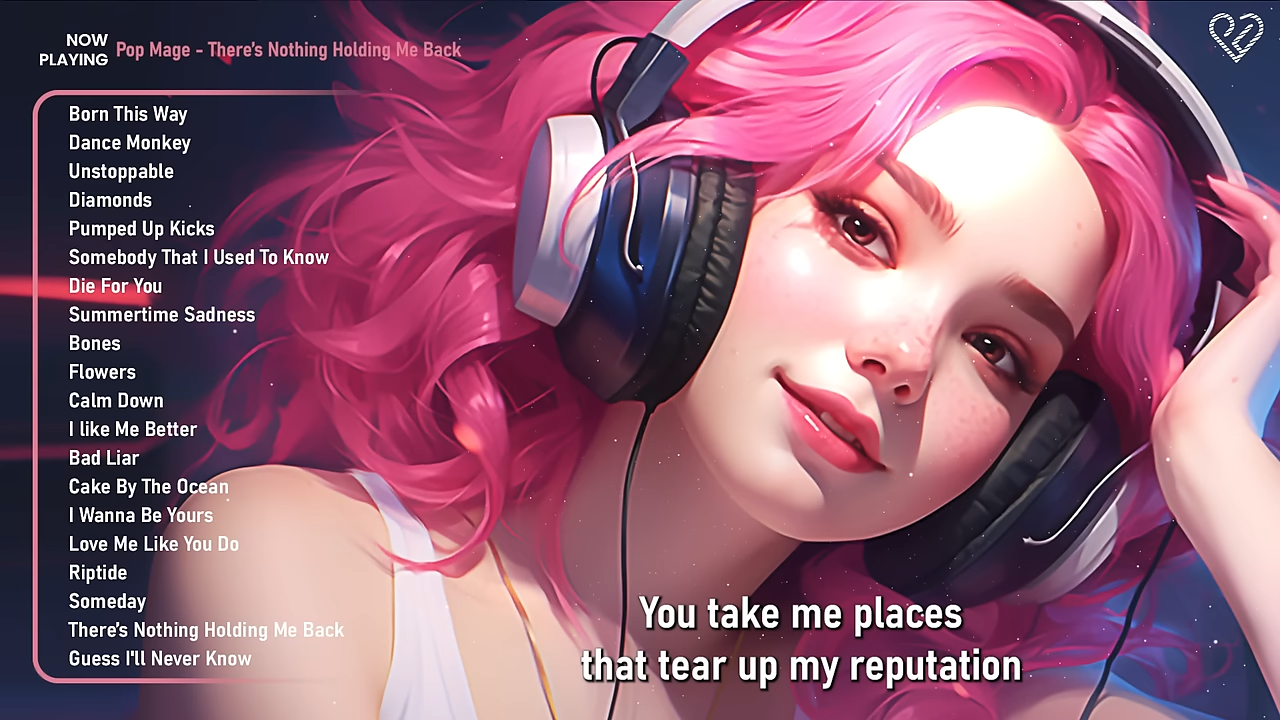 NOW
PLAYING
Pop Mage - There's Nothing Holding Me Back
Born This Way
Dance Monkey
Unstoppable
Diamonds
Pumped Up Kicks
Somebody That I Used To Know
Die For You
Summertime Sadness
Bones
Flowers
Calm Down
I like Me Better
Bad Liar
Cake By The Ocean
I Wanna Be Yours
Love Me Like You Do
Riptide
Someday
There's Nothing Holding Me Back
Guess I'll Never Know
You take me places
that tear up my reputation